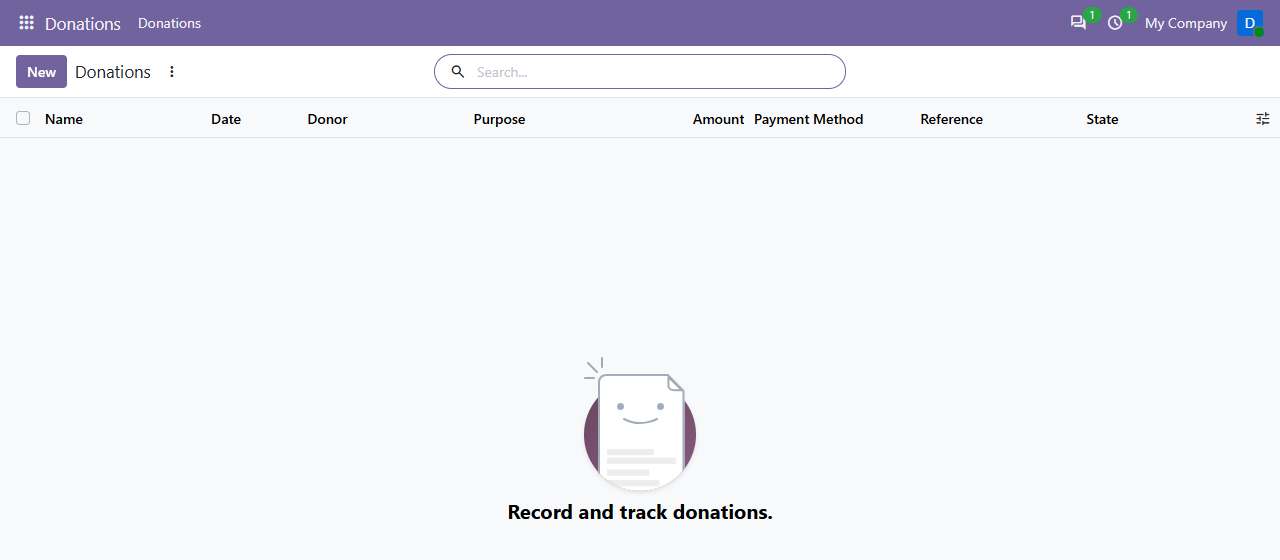 Donations Donations 1 1 My Company D
New Donations Search...
Name Date Donor Purpose Amount Payment Method Reference State
Record and track donations.